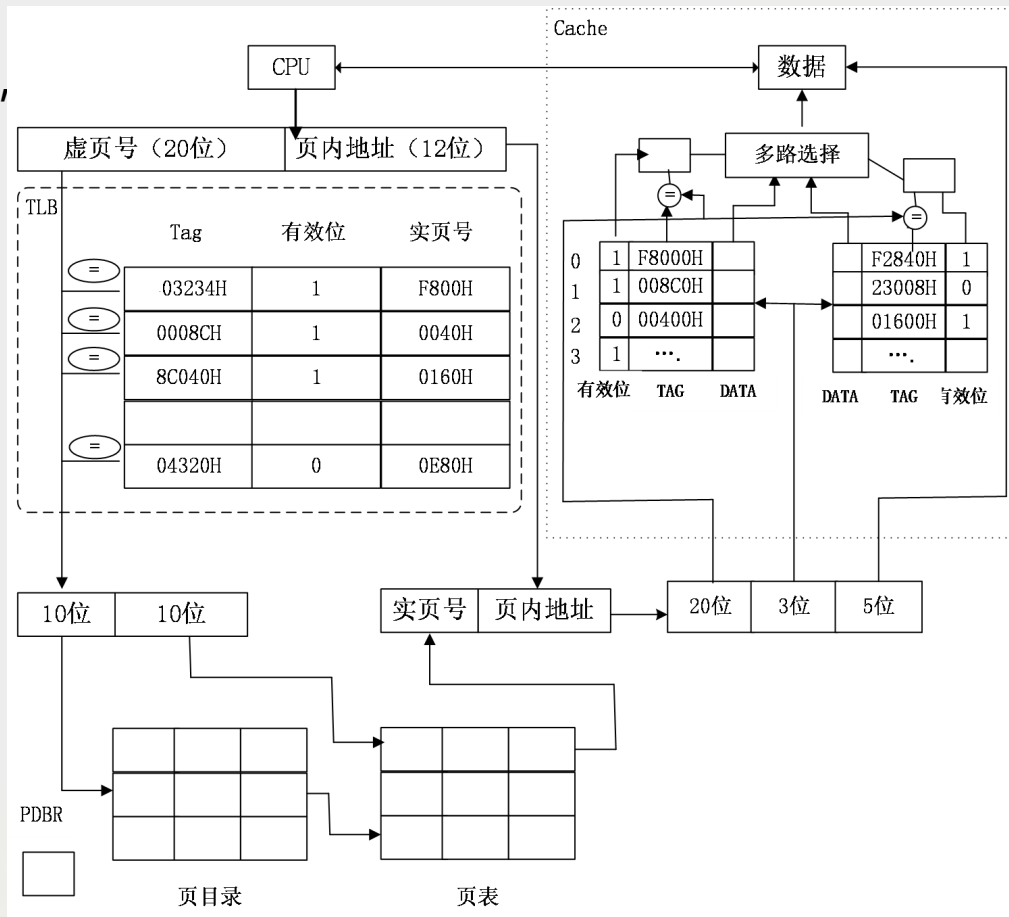 Cache
CPU
数据
,
虚页号（20位）
页内地址（12位）
多路选择
TLB
Tag 有效位 实页号
=
=
=
=
=
=
03234H 1 F800H
0008CH 1 0040H
8C040H 1 0160H
04320H 0 0E80H
0 1 F8000H
1 1 008C0H
2 0 00400H
3 1 ….
有效位 TAG DATA
F2840H 1
23008H 0
01600H 1
….
DATA TAG 有效位
10位 10位
实页号 页内地址
20位 3位 5位
PDBR
页目录
页表